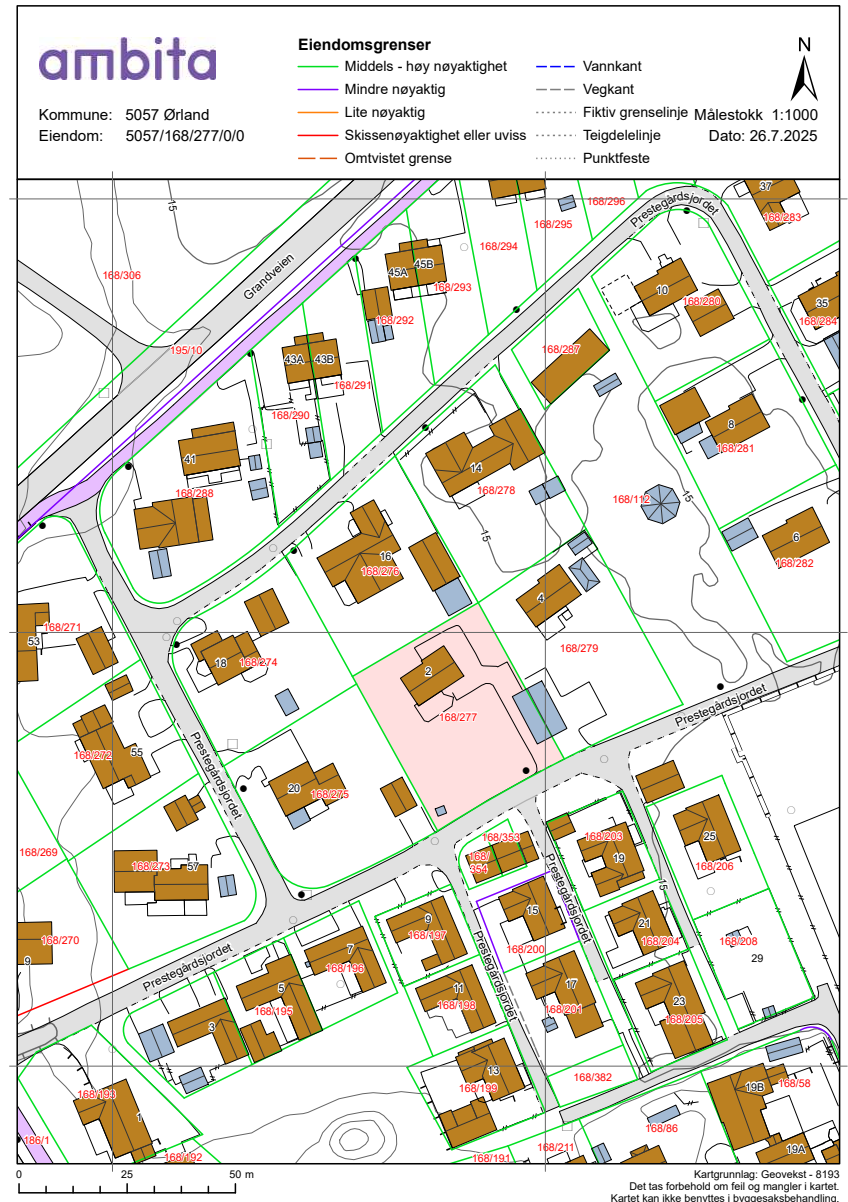 ambita
Kommune: 5057 Ørland
Eiendom: 5057/168/277/0/0
Eiendomsgrenser
Middels - høy nøyaktighet
Mindre nøyaktig
Lite nøyaktig
Skissenøyaktighet eller uviss
Omtvistet grense
Vannkant
Vegkant
Fiktiv grenselinje
Teigdelelinje
Punktfeste
N
Målestokk 1:1000
Dato: 26.7.2025
37
168/296
168/283
15
Prestegårdsjordet
168/295
168/294
45B
45A
168/306
Grandveien
168/293
10
168/280
35
168/284
168/292
195/10
168/287
43A
43B
168/291
168/290
8
168/281
41
14
168/288
168/278
168/112
15
15
6
168/282
16
168/276
4
168/271
53
18
168/274
168/279
2
168/277
Prestegårdsjordet
55
168/272
Prestegårdsjordet
20
168/275
168/353
168/203
25
168/
354
19
168/206
168/269
168/273
57
15
Prestegårdsjordet
15
9
168/197
21
168/204
168/270
9
7
168/196
168/200
168/208
29
Prestegårdsjordet
Prestegårdsjordet
5
168/195
11
168/198
17
168/201
23
168/205
3
13
168/199
168/382
19B
168/58
168/193
1
168/86
186/1
168/192
168/191
168/211
19A
0
25
50 m
Kartgrunnlag: Geovekst - 8193
Det tas forbehold om feil og mangler i kartet.
Kartet kan ikke benyttes i byggesaksbehandling.